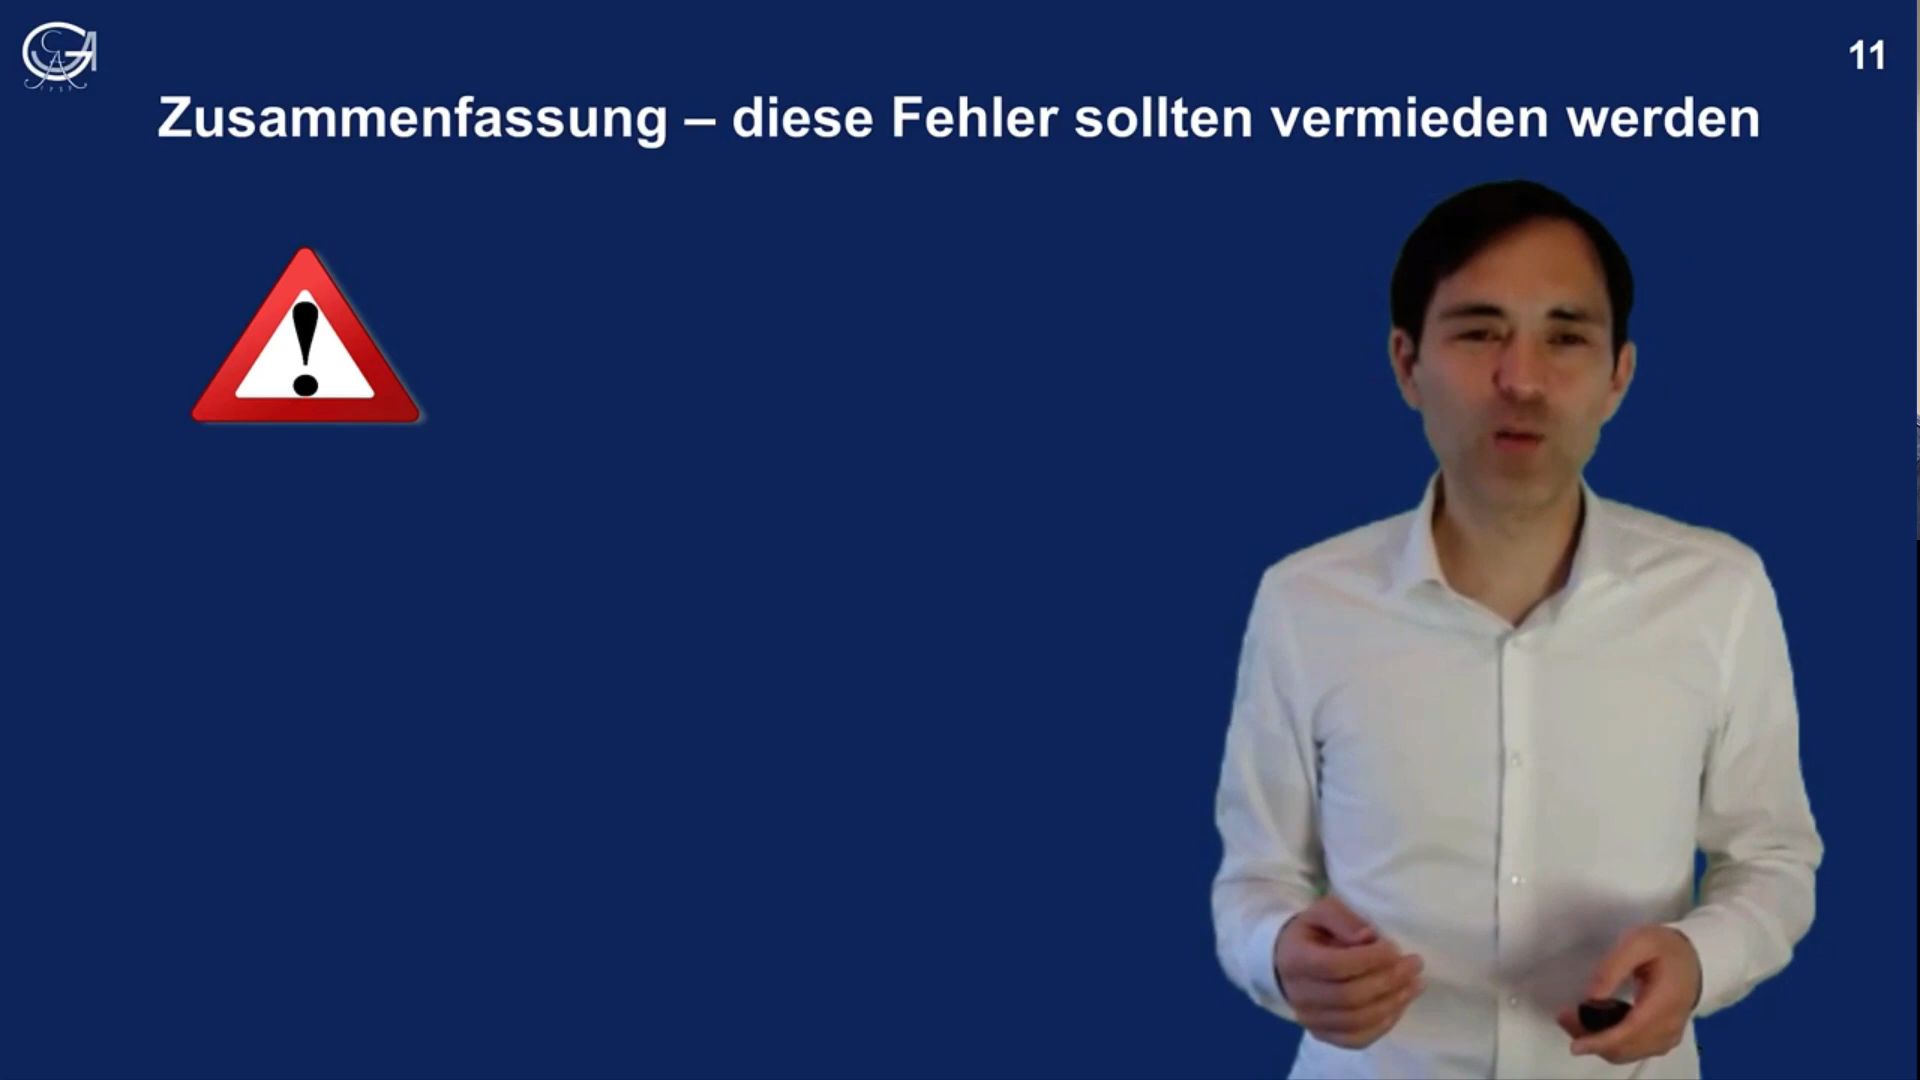 11
Zusammenfassung – diese Fehler sollten vermieden werden
!